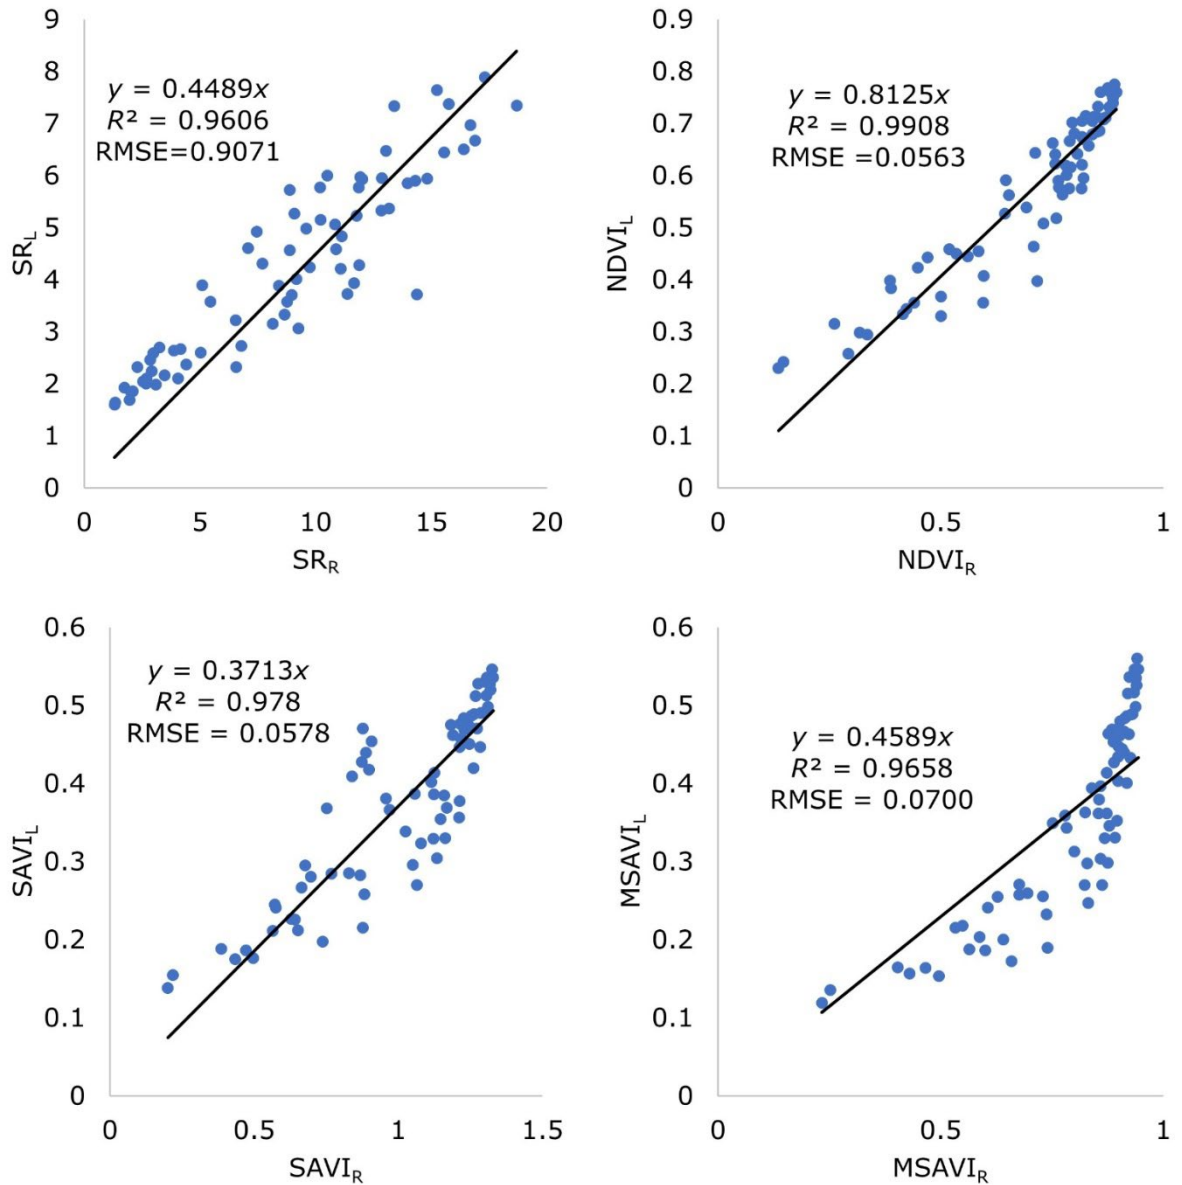 9
8
7
6
5
4
3
2
1
0
SR_L
y = 0.4489x
R² = 0.9606
RMSE=0.9071
0 5 10 15 20
SR_R
0.9
0.8
0.7
0.6
0.5
0.4
0.3
0.2
0.1
0
NDVI_L
y = 0.8125x
R² = 0.9908
RMSE =0.0563
0 0.5 1
NDVI_R
0.6
0.5
0.4
0.3
0.2
0.1
0
SAVI_L
y = 0.3713x
R² = 0.978
RMSE = 0.0578
0 0.5 1 1.5
SAVI_R
0.6
0.5
0.4
0.3
0.2
0.1
0
MSAVI_L
y = 0.4589x
R² = 0.9658
RMSE = 0.0700
0 0.5 1
MSAVI_R